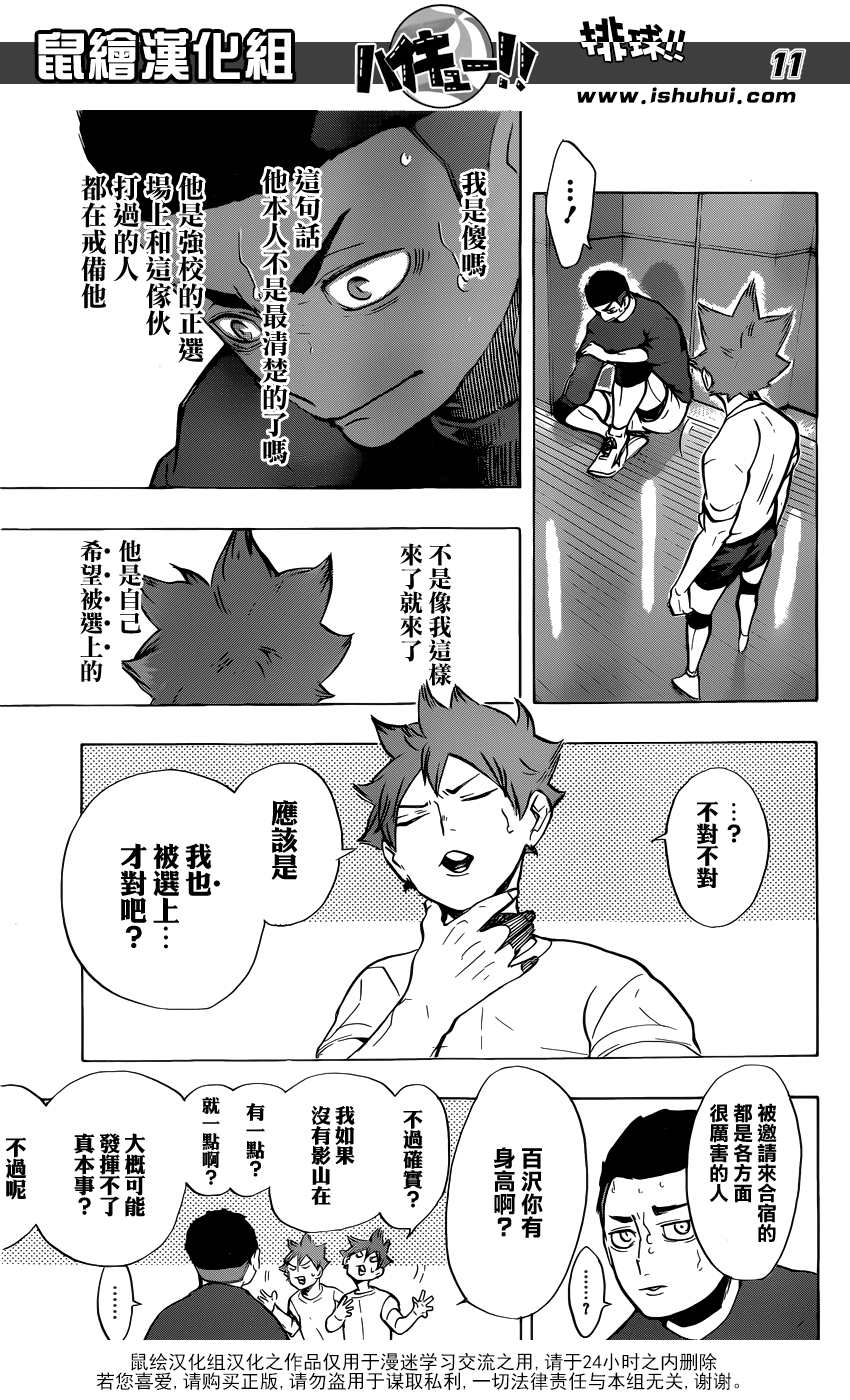 鼠繪漢化組
ハイキュー!!
排球!!
11
www.ishuhui.com
…！
我是傻嗎
這句話
他本人不是最清楚的了嗎
他是強校的正選
場上和這傢伙
打過的人
都在戒備他
不是像我這樣
來了就來了
他是自己
希望被選上的
…？
不對不對
應該是
我也
被選上…
才對吧？
被邀請來合宿的
都是各方面
很厲害的人
……？
百沢你有
身高啊？
不過確實？
我如果
沒有影山在
有一點？
就一點啊？
大概可能
發揮不了
真本事？
……
不過呢
鼠绘汉化组汉化之作品仅用于漫迷学习交流之用,请于24小时之内删除
若您喜爱,请购买正版,请勿盗用于谋取私利,一切法律责任与本组无关,谢谢。